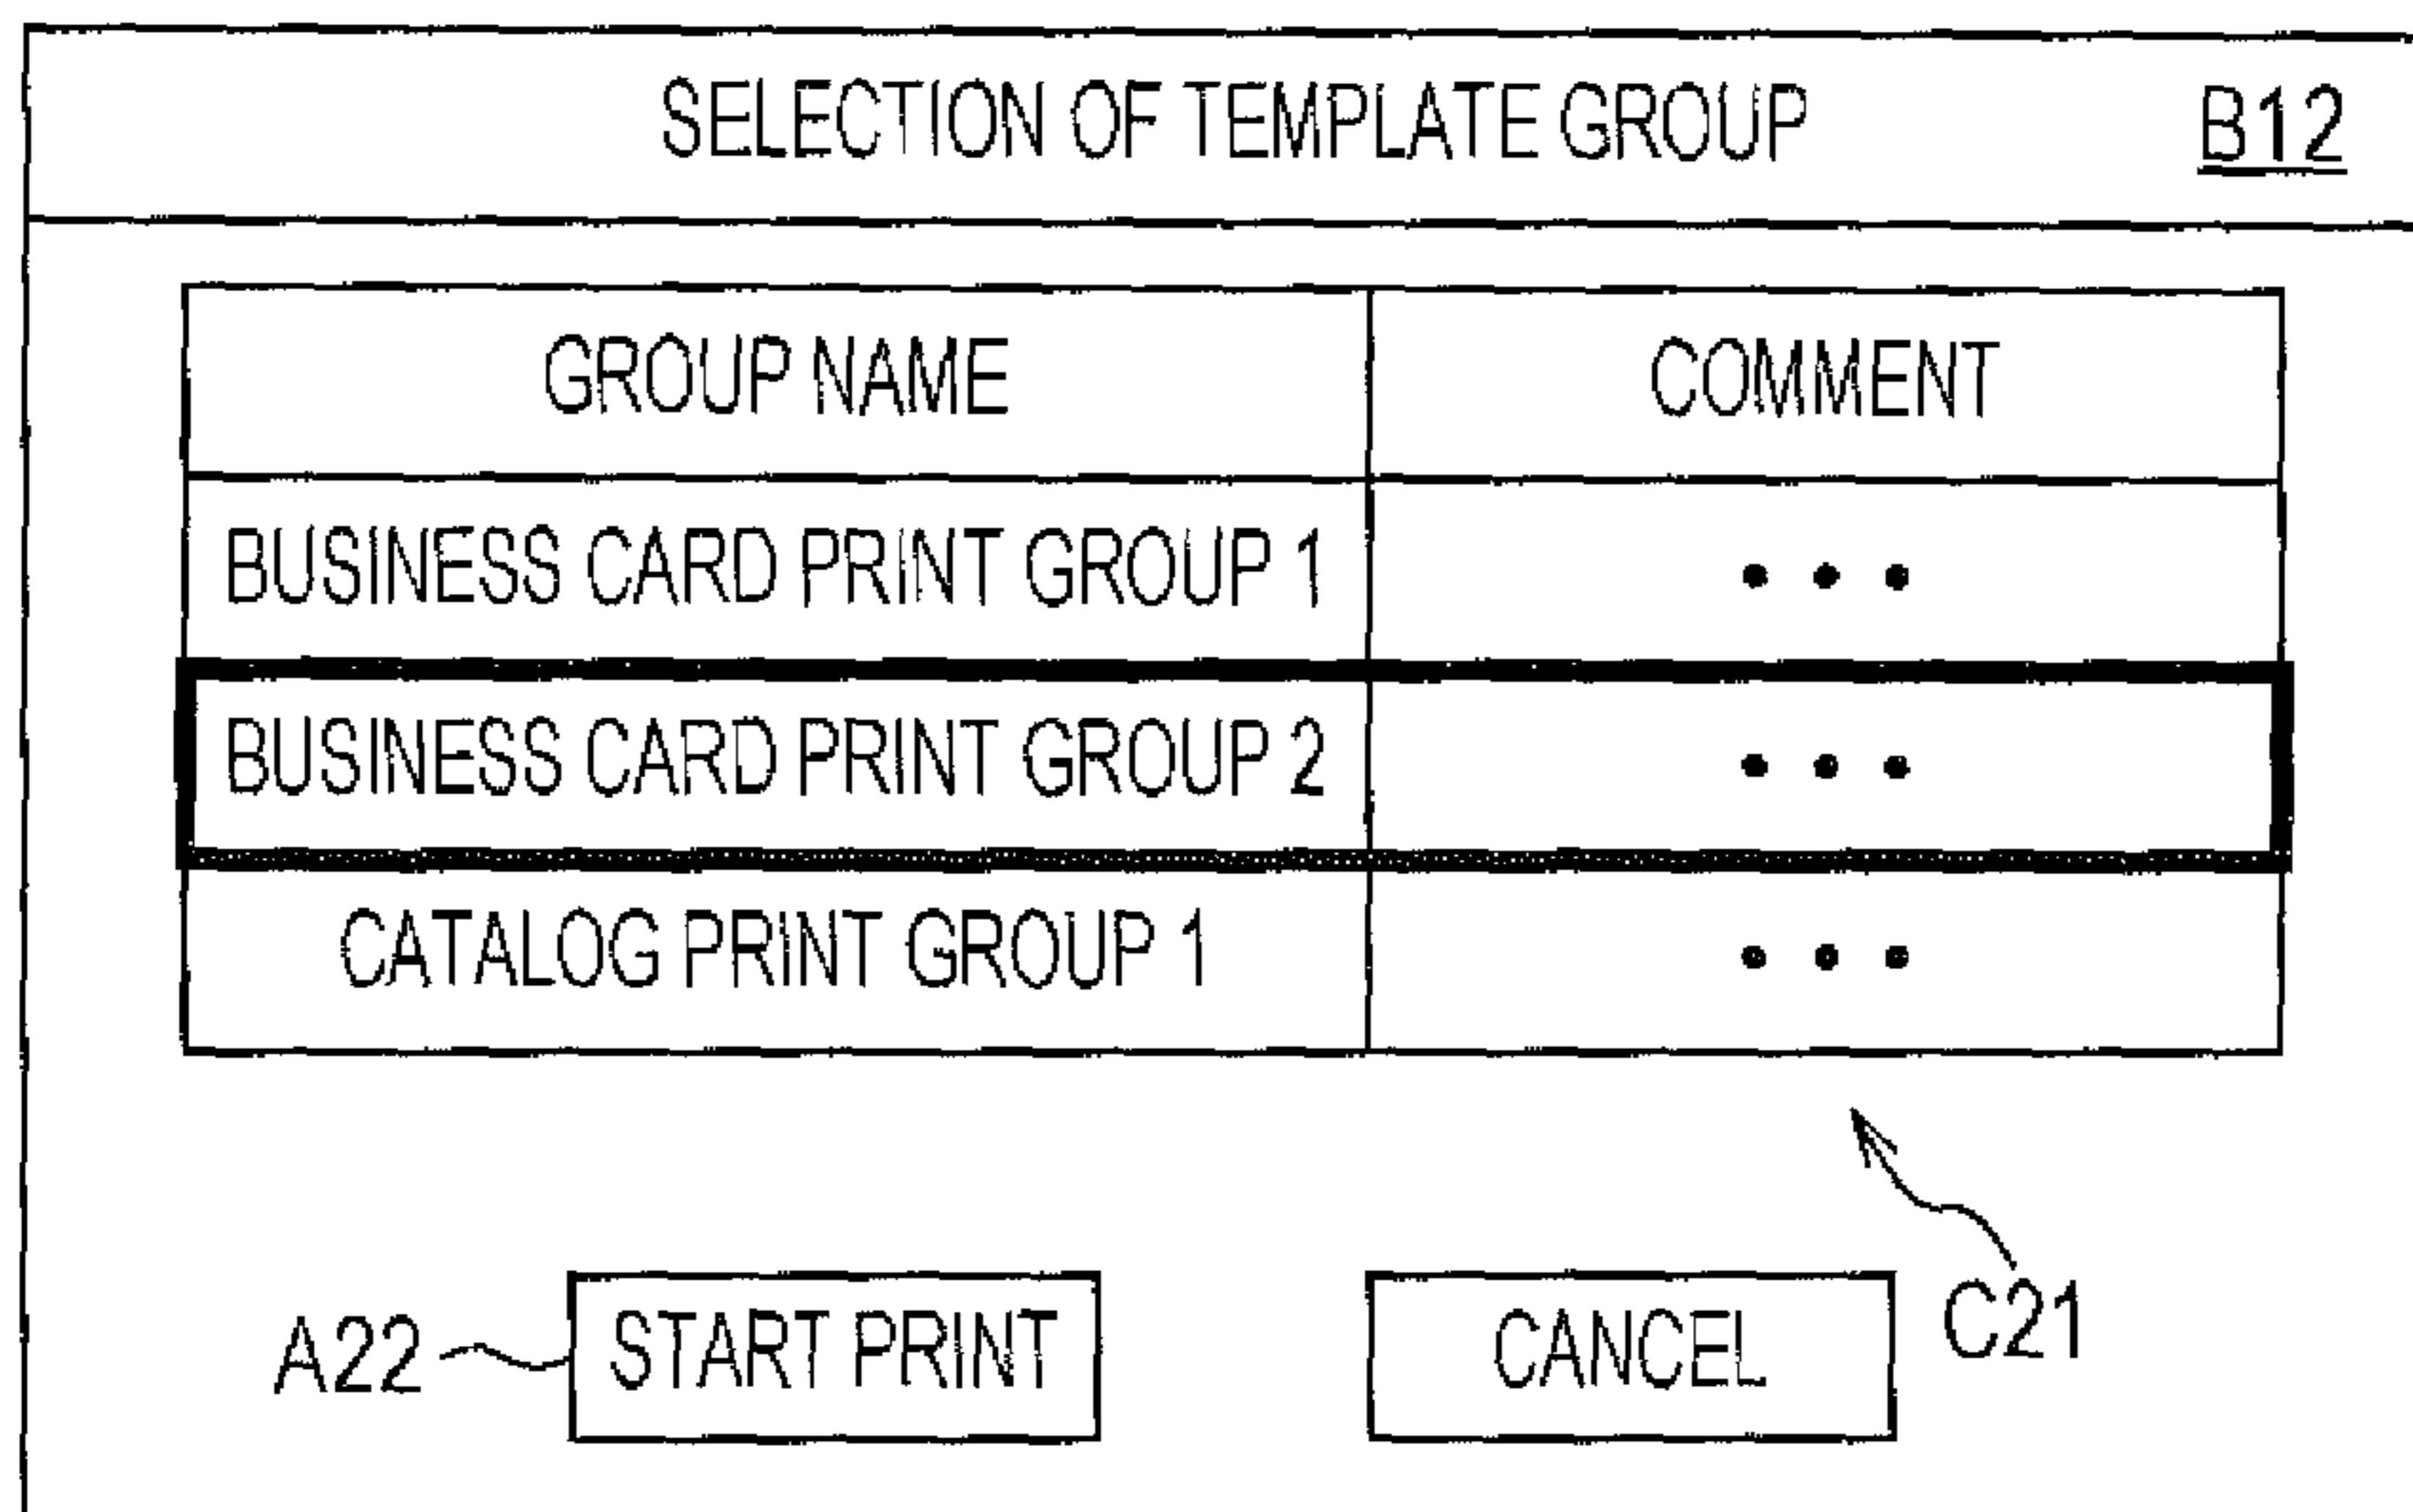 SELECTION OF TEMPLATE GROUP B12
GROUP NAME COMMENT
BUSINESS CARD PRINT GROUP 1 • • •
BUSINESS CARD PRINT GROUP 2 • • •
CATALOG PRINT GROUP 1 • • •
A22 START PRINT CANCEL C21